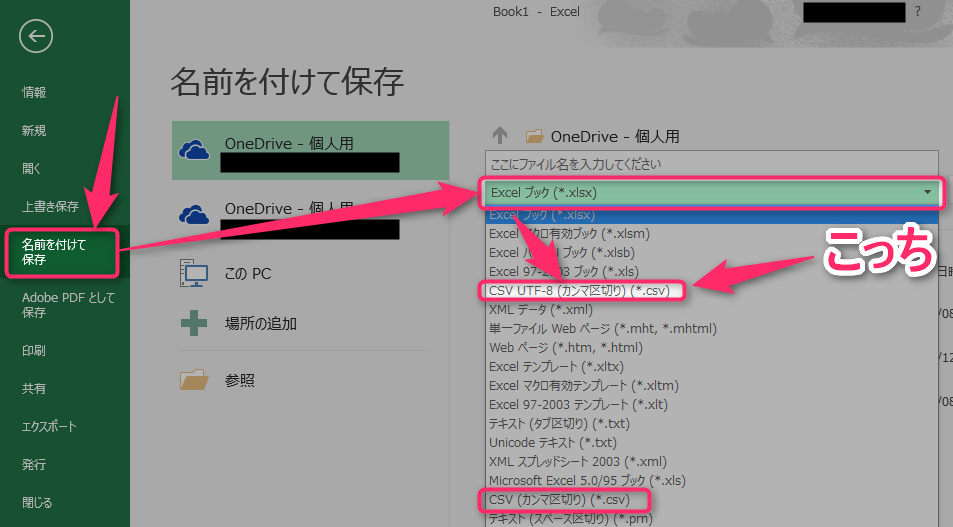 Book1 - Excel
?
情報
新規
開く
上書き保存
名前を付けて
保存
Adobe PDF として
保存
印刷
共有
エクスポート
発行
閉じる
名前を付けて保存
OneDrive - 個人用
OneDrive - 個人用
この PC
場所の追加
参照
OneDrive - 個人用
ここにファイル名を入力してください
Excel ブック (*.xlsx)
Excel ブック (*.xlsx)
Excel マクロ有効ブック (*.xlsm)
Excel バイナリ ブック (*.xlsb)
Excel 97-2003 ブック (*.xls)
CSV UTF-8 (カンマ区切り) (*.csv)
こっち
XML データ (*.xml)
単一ファイル Web ページ (*.mht, *.mhtml)
Web ページ (*.htm, *.html)
Excel テンプレート (*.xltx)
Excel マクロ有効テンプレート (*.xltm)
Excel 97-2003 テンプレート (*.xlt)
テキスト (タブ区切り) (*.txt)
Unicode テキスト (*.txt)
XML スプレッドシート 2003 (*.xml)
Microsoft Excel 5.0/95 ブック (*.xls)
CSV (カンマ区切り) (*.csv)
テキスト (スペース区切り) (*.prn)